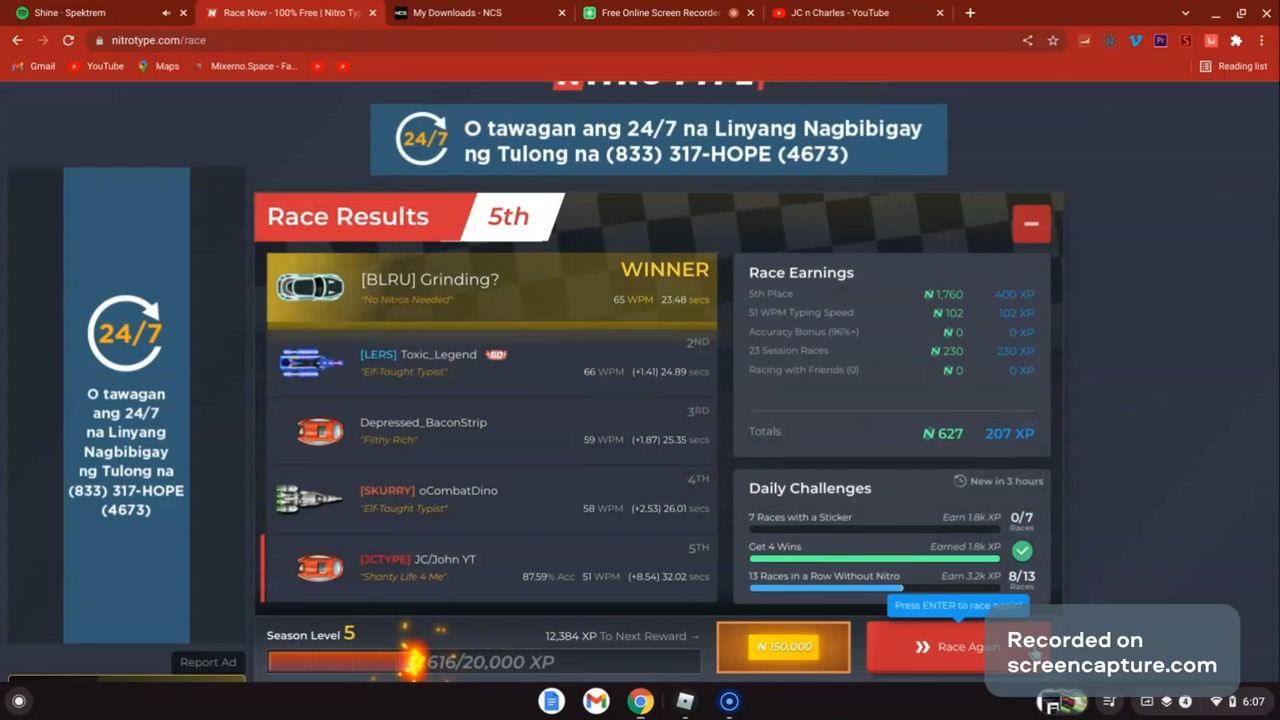 Shine · Spektrem
Race Now - 100% Free | Nitro Typ
My Downloads - NCS
Free Online Screen Recorder
JC n Charles - YouTube
nitrotype.com/race
Gmail
YouTube
Maps
Mixerno.Space - Fa...
Reading list
NITRO TYPE
24/7
O tawagan ang 24/7 na Linyang Nagbibigay
ng Tulong na (833) 317-HOPE (4673)
24/7
O tawagan
ang 24/7
na Linyang
Nagbibigay
ng Tulong na
(833) 317-HOPE
(4673)
Report Ad
Race Results 5th
[BLRU] Grinding? WINNER
"No Nitros Needed" 65 WPM 23.48 secs
2ND
[LERS] Toxic_Legend GO
"Elf-Taught Typist" 66 WPM (+1.41) 24.89 secs
3RD
Depressed_BaconStrip
"Filthy Rich" 59 WPM (+1.87) 25.35 secs
4TH
[SKURRY] oCombatDino
"Elf-Taught Typist" 58 WPM (+2.53) 26.01 secs
5TH
[JCTYPE] JC/John YT
"Shanty Life 4 Me" 87.59% Acc 51 WPM (+8.54) 32.02 secs
Race Earnings
5th Place N 1,760 400 XP
51 WPM Typing Speed N 102 102 XP
Accuracy Bonus (96%+) N 0 0 XP
23 Session Races N 230 230 XP
Racing with Friends (0) N 0 0 XP
Totals N 627 207 XP
Daily Challenges New in 3 hours
7 Races with a Sticker Earn 1.8k XP 0/7
Races
Get 4 Wins Earned 1.8k XP
13 Races in a Row Without Nitro Earn 3.2k XP 8/13
Races
Press ENTER to race again!
Season Level 5
12,384 XP To Next Reward →
616/20,000 XP
N 150,000
Race Again
Recorded on
screencapture.com
4
6:07